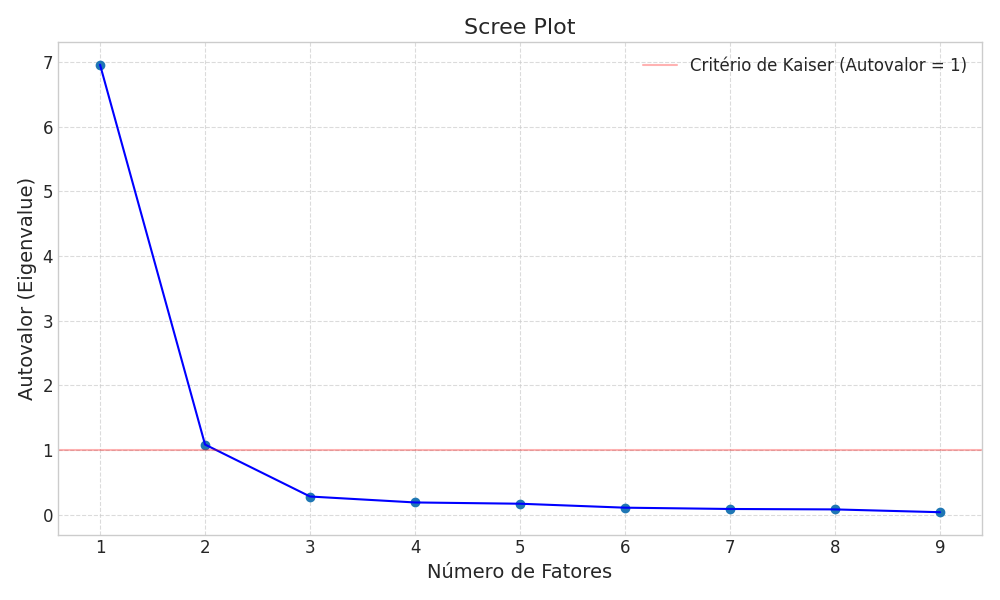 Scree Plot
Critério de Kaiser (Autovalor = 1)
Autovalor (Eigenvalue)
7
6
5
4
3
2
1
0
1 2 3 4 5 6 7 8 9
Número de Fatores